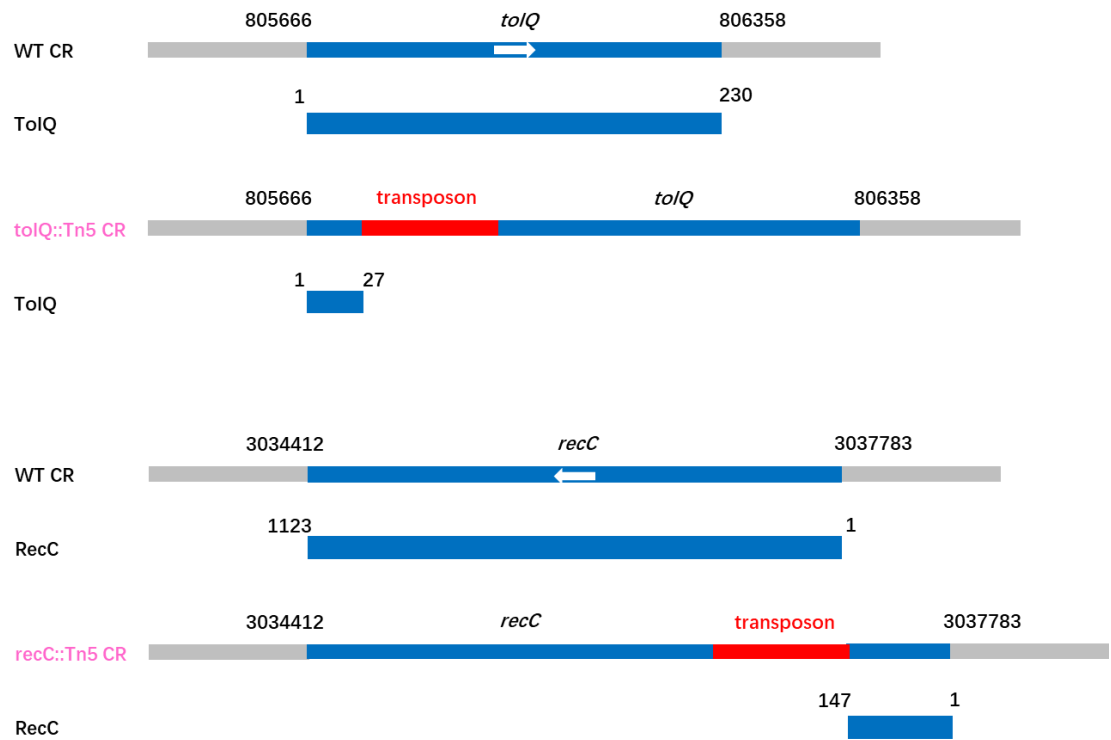 805666 tolQ 806358
WT CR
1 230
TolQ
805666 transposon tolQ 806358
tolQ::Tn5 CR
1 27
TolQ
3034412 recC 3037783
WT CR
1123 1
RecC
3034412 recC transposon 3037783
recC::Tn5 CR
147 1
RecC